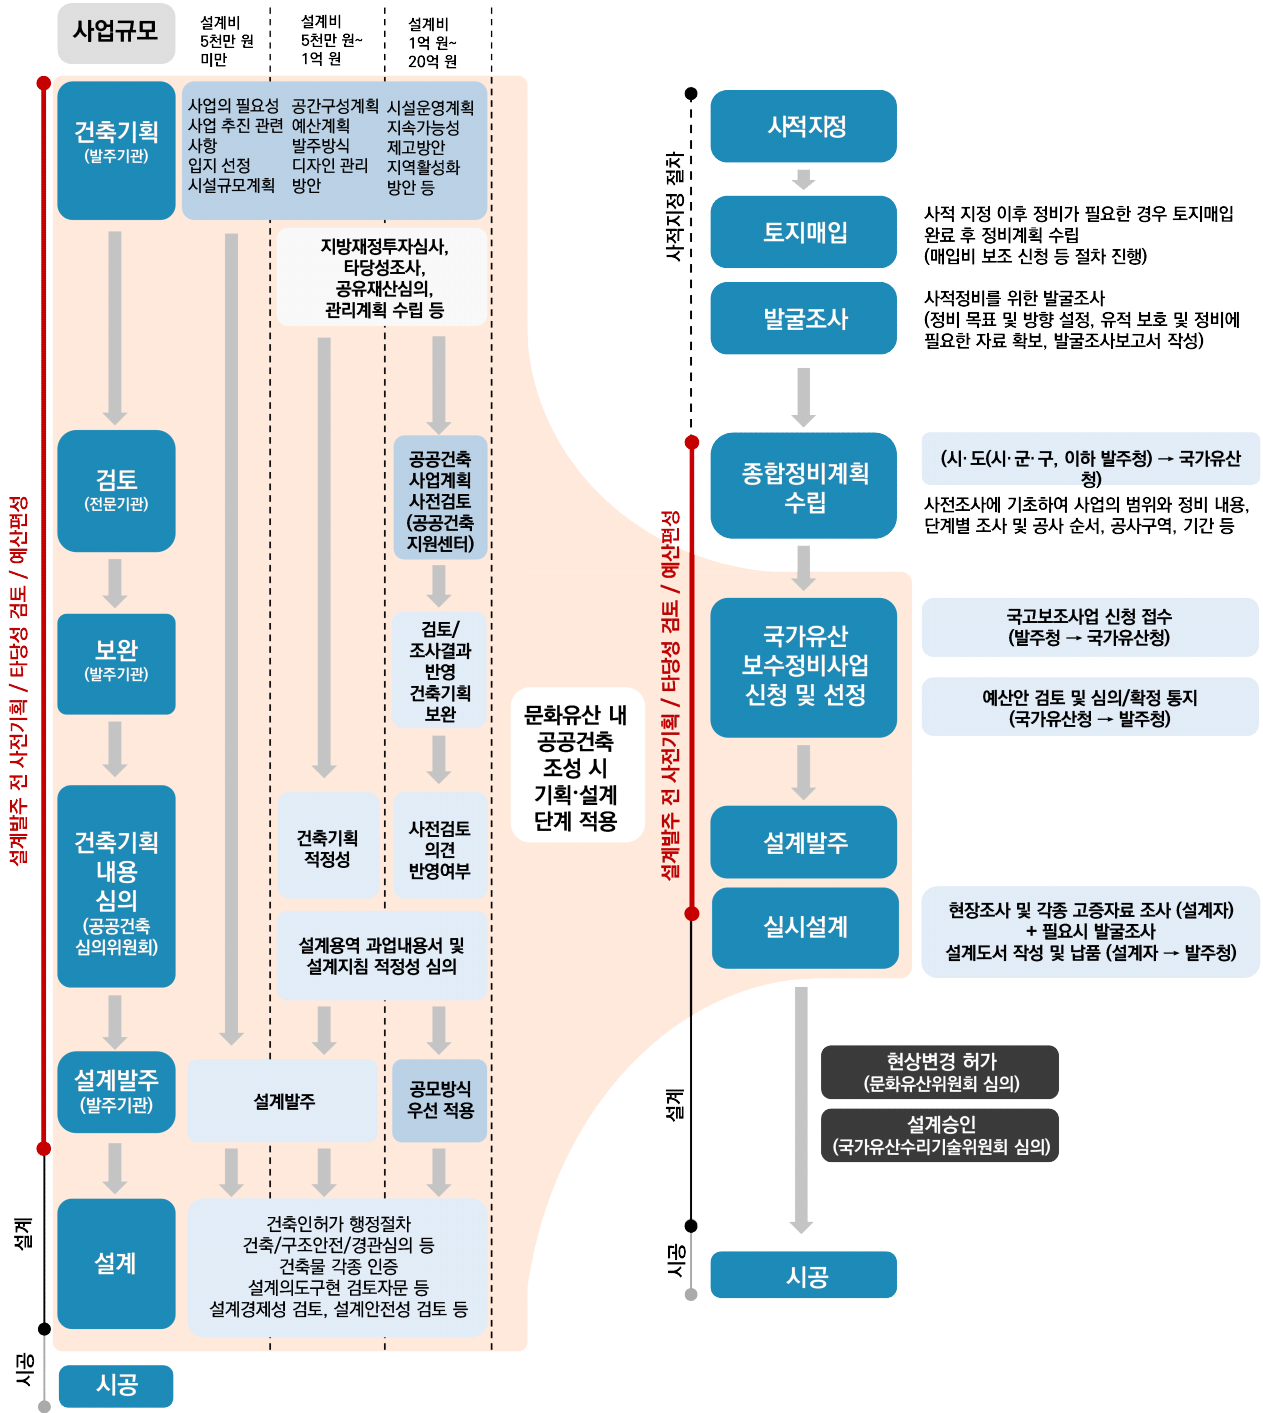 사업규모
설계비
5천만 원
미만
설계비
5천만 원~
1억 원
설계비
1억 원~
20억 원
건축기획
(발주기관)
사업의 필요성
사업 추진 관련
사항
입지 선정
시설규모계획
공간구성계획
예산계획
발주방식
디자인 관리
방안
시설운영계획
지속가능성
제고방안
지역활성화
방안 등
지방재정투자심사,
타당성조사,
공유재산심의,
관리계획 수립 등
검토
(전문기관)
공공건축
사업계획
사전검토
(공공건축
지원센터)
보완
(발주기관)
검토/
조사결과
반영
건축기획
보완
건축기획
내용
심의
(공공건축
심의위원회)
건축기획
적정성
사전검토
의견
반영여부
설계용역 과업내용서 및
설계지침 적정성 심의
설계발주
(발주기관)
설계발주
공모방식
우선 적용
설계
건축인허가 행정절차
건축/구조안전/경관심의 등
건축물 각종 인증
설계의도구현 검토자문 등
설계경제성 검토, 설계안전성 검토 등
시공
설계발주 전 사전기획 / 타당성 검토 / 예산편성
설계
시공
문화유산 내
공공건축
조성 시
기획·설계
단계 적용
사적지정 절차
설계발주 전 사전기획 / 타당성 검토 / 예산편성
설계
시공
사적지정
토지매입
사적 지정 이후 정비가 필요한 경우 토지매입
완료 후 정비계획 수립
(매입비 보조 신청 등 절차 진행)
발굴조사
사적정비를 위한 발굴조사
(정비 목표 및 방향 설정, 유적 보호 및 정비에
필요한 자료 확보, 발굴조사보고서 작성)
종합정비계획
수립
(시·도(시·군·구, 이하 발주청) → 국가유산
청)
사전조사에 기초하여 사업의 범위와 정비 내용,
단계별 조사 및 공사 순서, 공사구역, 기간 등
국가유산
보수정비사업
신청 및 선정
국고보조사업 신청 접수
(발주청 → 국가유산청)
예산안 검토 및 심의/확정 통지
(국가유산청 → 발주청)
설계발주
실시설계
현장조사 및 각종 고증자료 조사 (설계자)
+ 필요시 발굴조사
설계도서 작성 및 납품 (설계자 → 발주청)
현상변경 허가
(문화유산위원회 심의)
설계승인
(국가유산수리기술위원회 심의)
시공